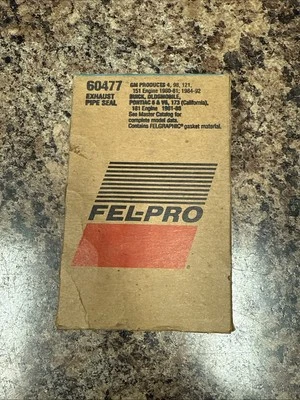 60477
EXHAUST
PIPE SEAL
GM PRODUCTS 4, 98, 121,
151 Engine 1980-81; 1984-92
BUICK, OLDSMOBILE,
PONTIAC 6 & V6, 173 (California),
181 Engine 1981-86
See Master Catalog for
complete model data.
Contains FELGRAPHIC® gasket material.
FEL-PRO